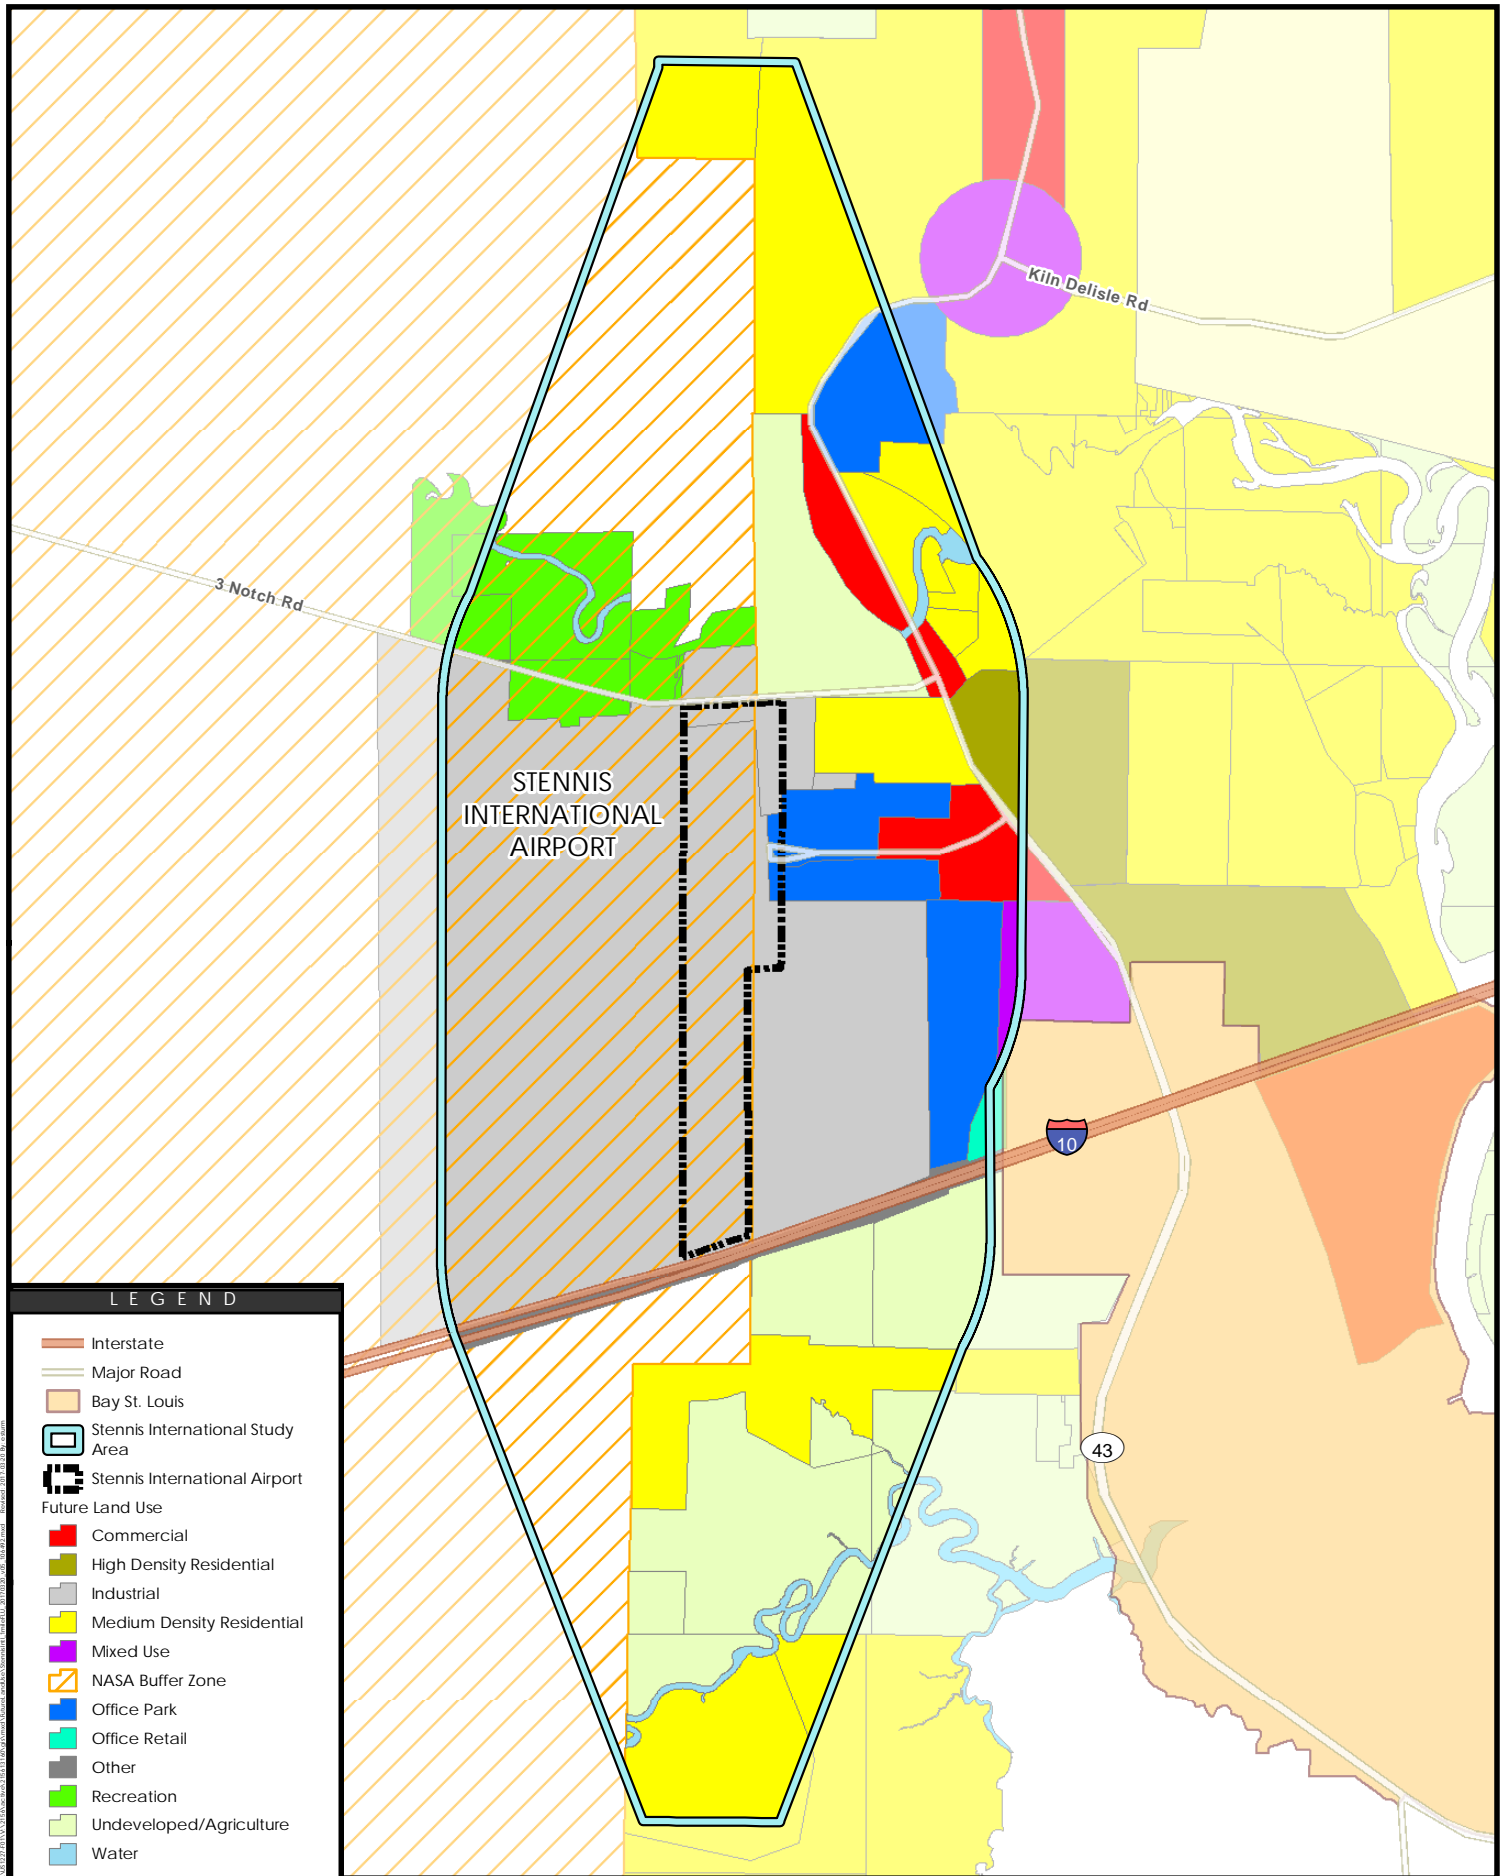 Kiln Delisle Rd
3 Notch Rd
STENNIS
INTERNATIONAL
AIRPORT
10
43
LEGEND
Interstate
Major Road
Bay St. Louis
Stennis International Study
Area
Stennis International Airport
Future Land Use
Commercial
High Density Residential
Industrial
Medium Density Residential
Mixed Use
NASA Buffer Zone
Office Park
Office Retail
Other
Recreation
Undeveloped/Agriculture
Water